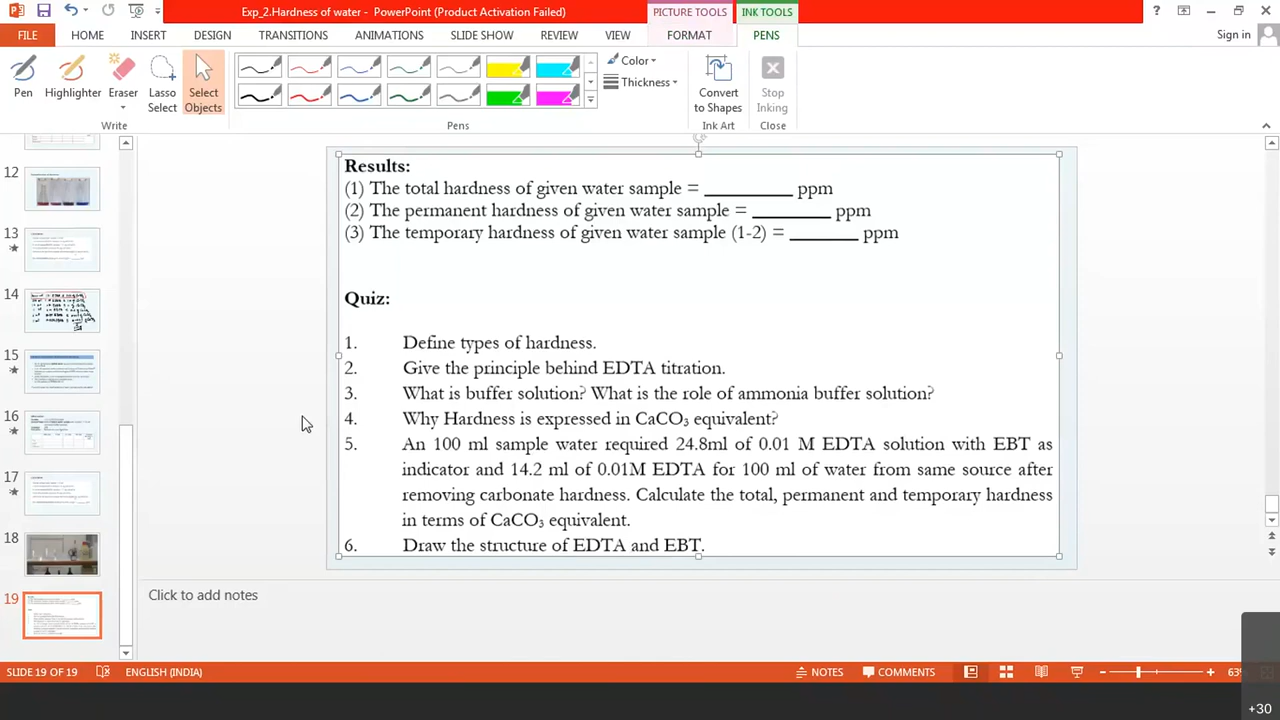 Exp_2.Hardness of water - PowerPoint (Product Activation Failed)
PICTURE TOOLS
INK TOOLS
FILE
HOME
INSERT
DESIGN
TRANSITIONS
ANIMATIONS
SLIDE SHOW
REVIEW
VIEW
FORMAT
PENS
Sign in
Pen
Highlighter
Eraser
Lasso Select
Select Objects
Color
Thickness
Convert to Shapes
Stop Inking
Write
Pens
Ink Art
Close
12
13
14
15
16
17
18
19
Results:
(1) The total hardness of given water sample = __________ ppm
(2) The permanent hardness of given water sample = _________ ppm
(3) The temporary hardness of given water sample (1-2) = ________ ppm
Quiz:
1. Define types of hardness.
2. Give the principle behind EDTA titration.
3. What is buffer solution? What is the role of ammonia buffer solution?
4. Why Hardness is expressed in CaCO₃ equivalent?
5. An 100 ml sample water required 24.8ml of 0.01 M EDTA solution with EBT as
indicator and 14.2 ml of 0.01M EDTA for 100 ml of water from same source after
removing carbonate hardness. Calculate the total, permanent and temporary hardness
in terms of CaCO₃ equivalent.
6. Draw the structure of EDTA and EBT.
Click to add notes
SLIDE 19 OF 19
ENGLISH (INDIA)
NOTES
COMMENTS
63%
+30